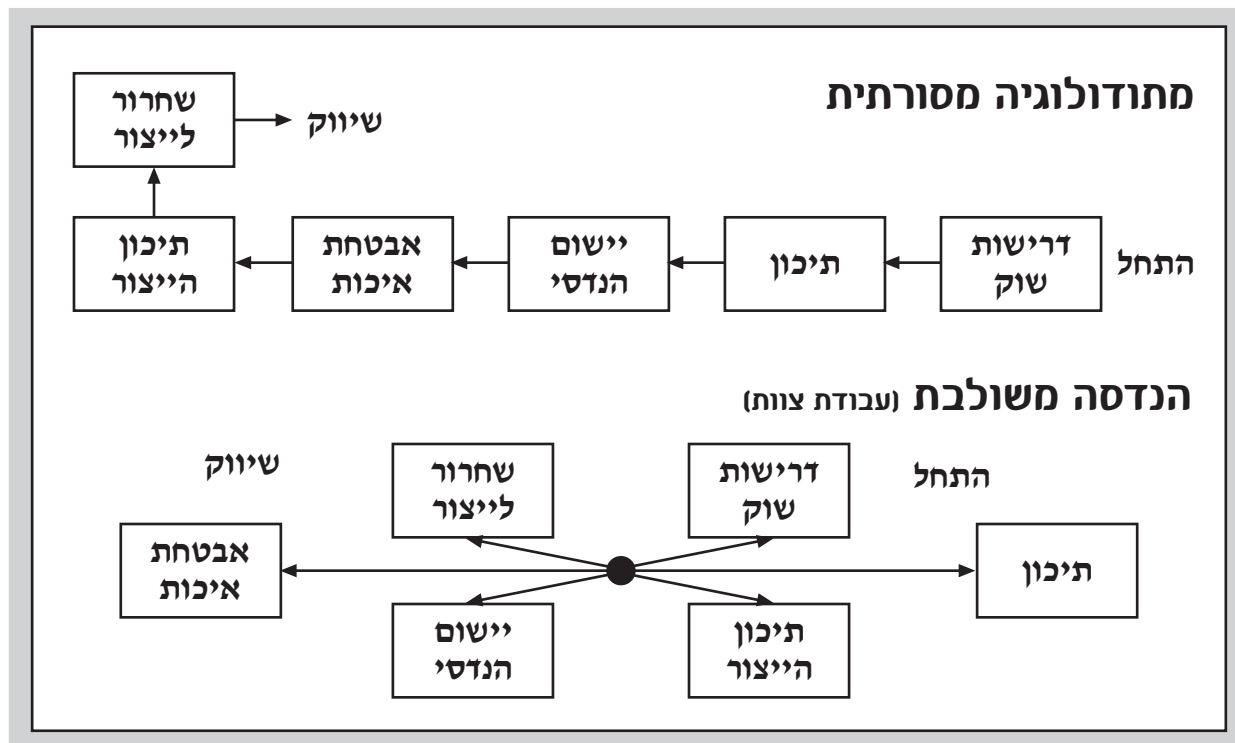 מתודולוגיה מסורתית
שחרור
לייצור
שיווק
התחל
דרישות
שוק
תיכון
יישום
הנדסי
אבטחת
איכות
תיכון
הייצור
הנדסה משולבת (עבודת צוות)
התחל
דרישות
שוק
שחרור
לייצור
שיווק
תיכון
אבטחת
איכות
תיכון
הייצור
יישום
הנדסי